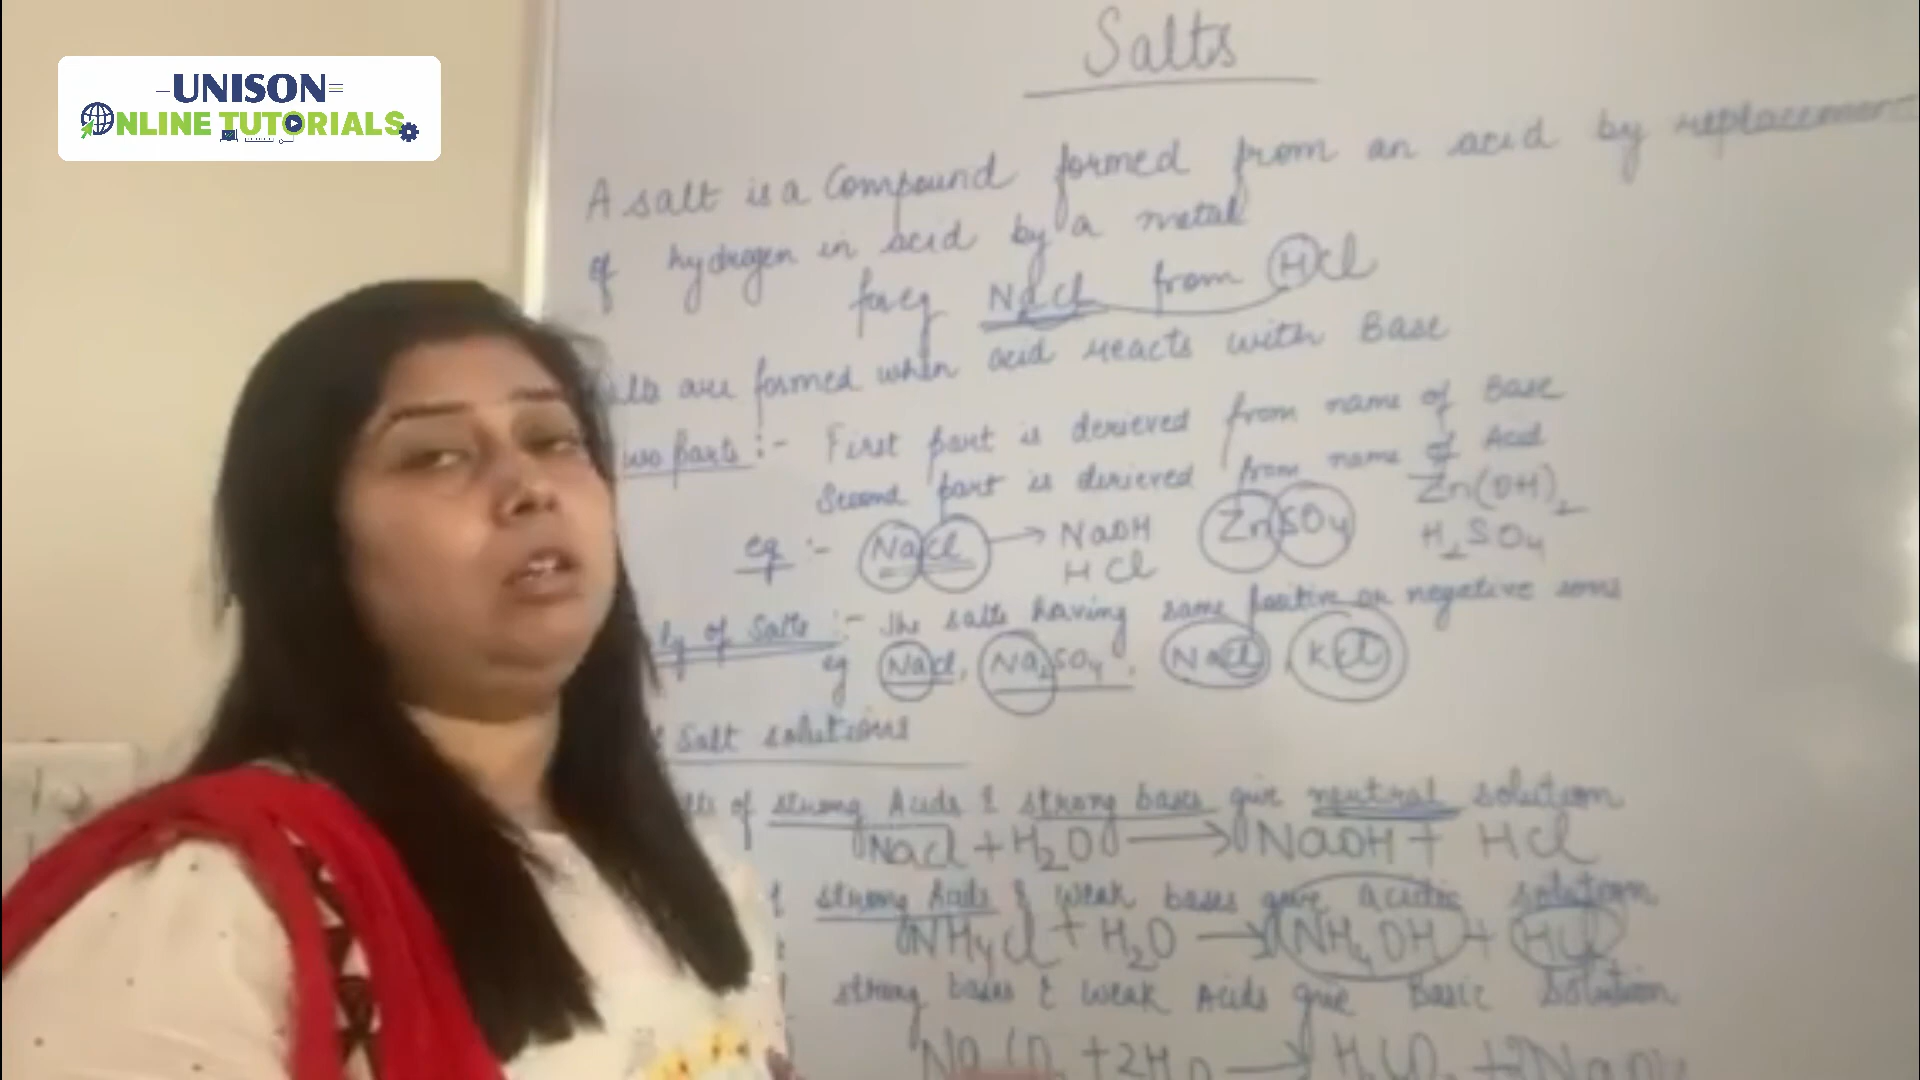 UNISON
ONLINE TUTORIALS
Salts
A salt is a Compound formed from an acid by replacement
of hydrogen in acid by a metal
for eg NaCl from HCl
are formed when acid reacts with Base
Parts :- First part is derieved from name of Base
Second part is derieved from name of Acid
eg :- NaCl → NaOH ZnSO4 Zn(OH)2
HCl H2SO4
of Salts :- The salts having same positive or negative ions
eg NaCl, Na2SO4, NaCl, KCl
Salt solutions
of strong Acids & strong bases give neutral solution
NaCl + H2O → NaOH + HCl
strong Acids & weak bases give acidic solution
NH4Cl + H2O → NH4OH + HCl
strong bases & weak Acids give Basic solution
+ 2H2O →